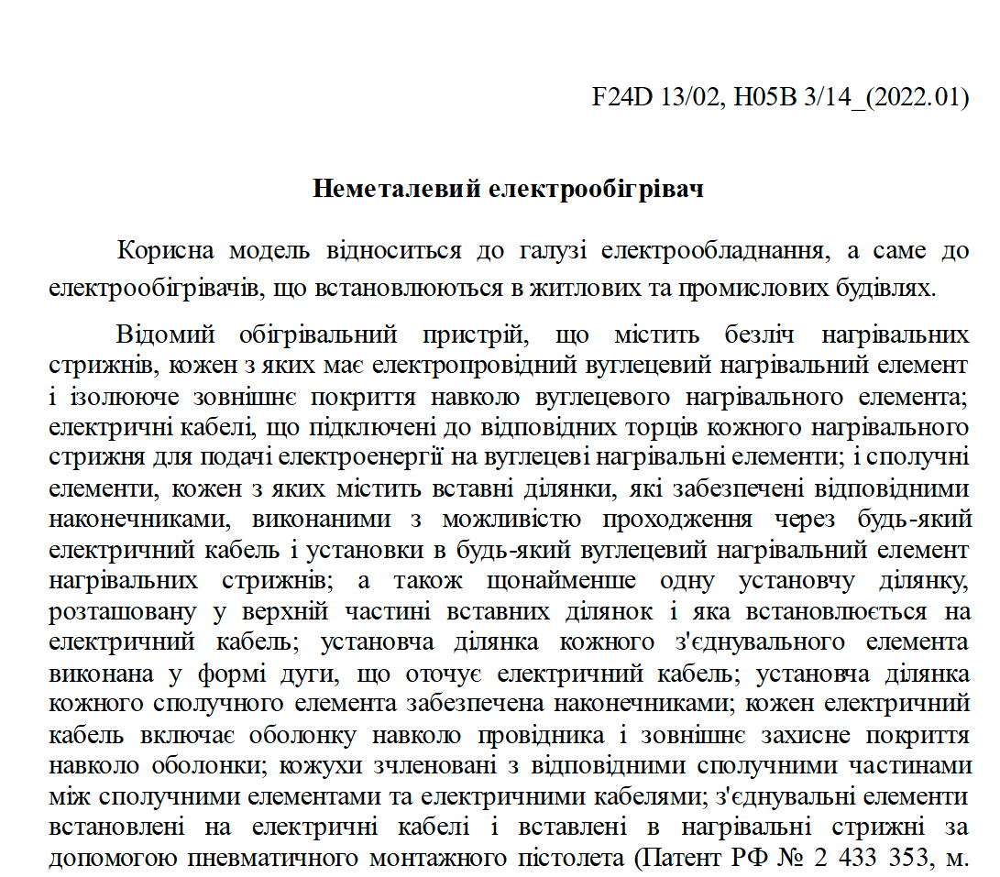 F24D 13/02, H05B 3/14_(2022.01)
Неметалевий електрообігрівач
Корисна модель відноситься до галузі електрообладнання, а саме до
електрообігрівачів, що встановлюються в житлових та промислових будівлях.
Відомий обігрівальний пристрій, що містить безліч нагрівальних
стрижнів, кожен з яких має електропровідний вуглецевий нагрівальний елемент
і ізолююче зовнішнє покриття навколо вуглецевого нагрівального елемента;
електричні кабелі, що підключені до відповідних торців кожного нагрівального
стрижня для подачі електроенергії на вуглецеві нагрівальні елементи; і сполучні
елементи, кожен з яких містить вставні ділянки, які забезпечені відповідними
наконечниками, виконаними з можливістю проходження через будь-який
електричний кабель і установки в будь-який вуглецевий нагрівальний елемент
нагрівальних стрижнів; а також щонайменше одну установчу ділянку,
розташовану у верхній частині вставних ділянок і яка встановлюється на
електричний кабель; установча ділянка кожного з'єднувального елемента
виконана у формі дуги, що оточує електричний кабель; установча ділянка
кожного сполучного елемента забезпечена наконечниками; кожен електричний
кабель включає оболонку навколо провідника і зовнішнє захисне покриття
навколо оболонки; кожухи зчленовані з відповідними сполучними частинами
між сполучними елементами та електричними кабелями; з'єднувальні елементи
встановлені на електричні кабелі і вставлені в нагрівальні стрижні за
допомогою пневматичного монтажного пістолета (Патент РФ № 2 433 353, м.